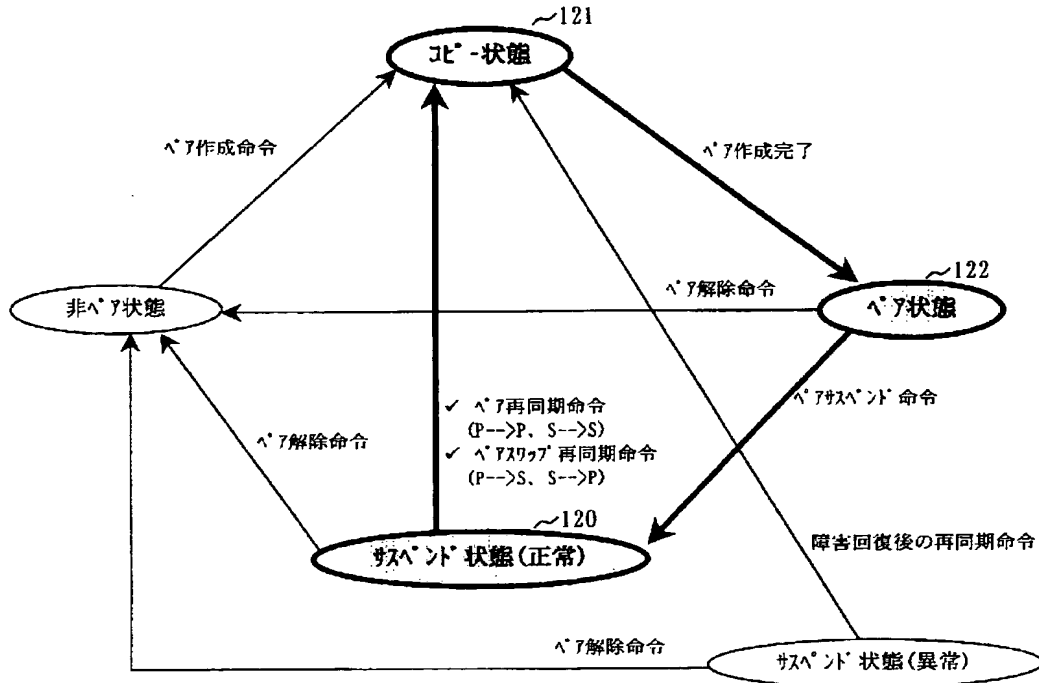 〜121
ｺﾋﾟｰ状態
ﾍﾟｱ作成命令
ﾍﾟｱ作成完了
〜122
ﾍﾟｱ解除命令
非ﾍﾟｱ状態
ﾍﾟｱ状態
ﾍﾟｱｻｽﾍﾟﾝﾄﾞ命令
✓ ﾍﾟｱ再同期命令
(P-->P、S-->S)
✓ ﾍﾟｱｽﾜｯﾌﾟ再同期命令
(P-->S、S-->P)
ﾍﾟｱ解除命令
〜120
ｻｽﾍﾟﾝﾄﾞ状態(正常)
障害回復後の再同期命令
ﾍﾟｱ解除命令
ｻｽﾍﾟﾝﾄﾞ状態(異常)